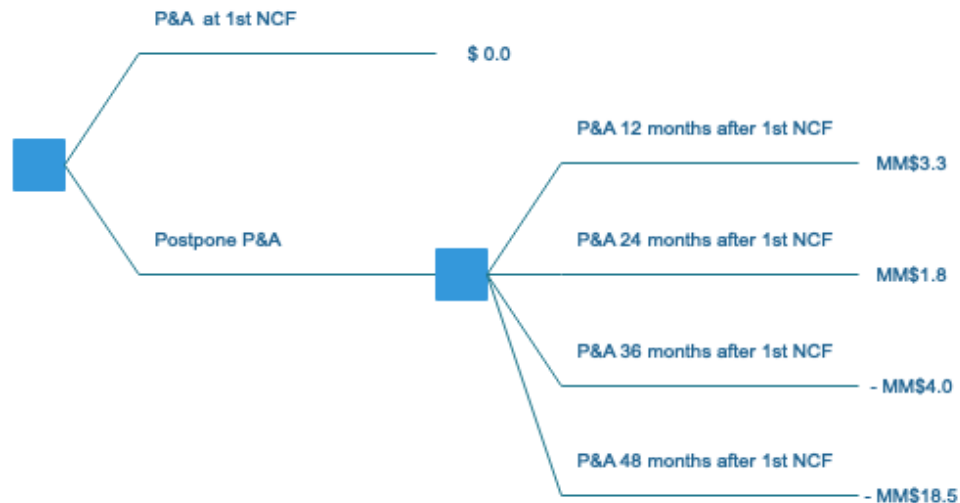 P&A at 1st NCF
$ 0.0
P&A 12 months after 1st NCF
MM$3.3
Postpone P&A
P&A 24 months after 1st NCF
MM$1.8
P&A 36 months after 1st NCF
- MM$4.0
P&A 48 months after 1st NCF
- MM$18.5